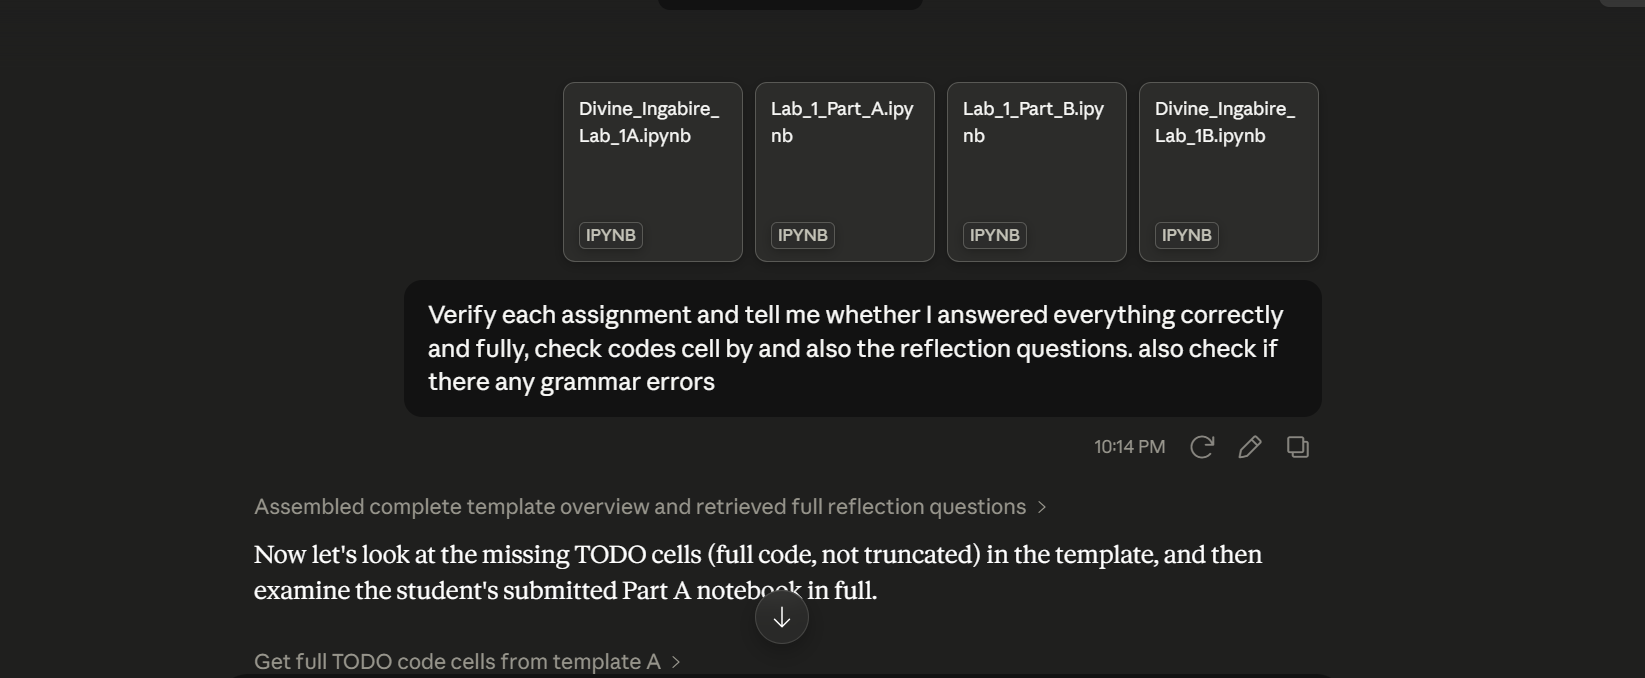 Divine_Ingabire_
Lab_1A.ipynb
IPYNB
Lab_1_Part_A.ipy
nb
IPYNB
Lab_1_Part_B.ipy
nb
IPYNB
Divine_Ingabire_
Lab_1B.ipynb
IPYNB
Verify each assignment and tell me whether I answered everything correctly
and fully, check codes cell by and also the reflection questions. also check if
there any grammar errors
10:14 PM
Assembled complete template overview and retrieved full reflection questions
Now let's look at the missing TODO cells (full code, not truncated) in the template, and then
examine the student's submitted Part A notebook in full.
Get full TODO code cells from template A